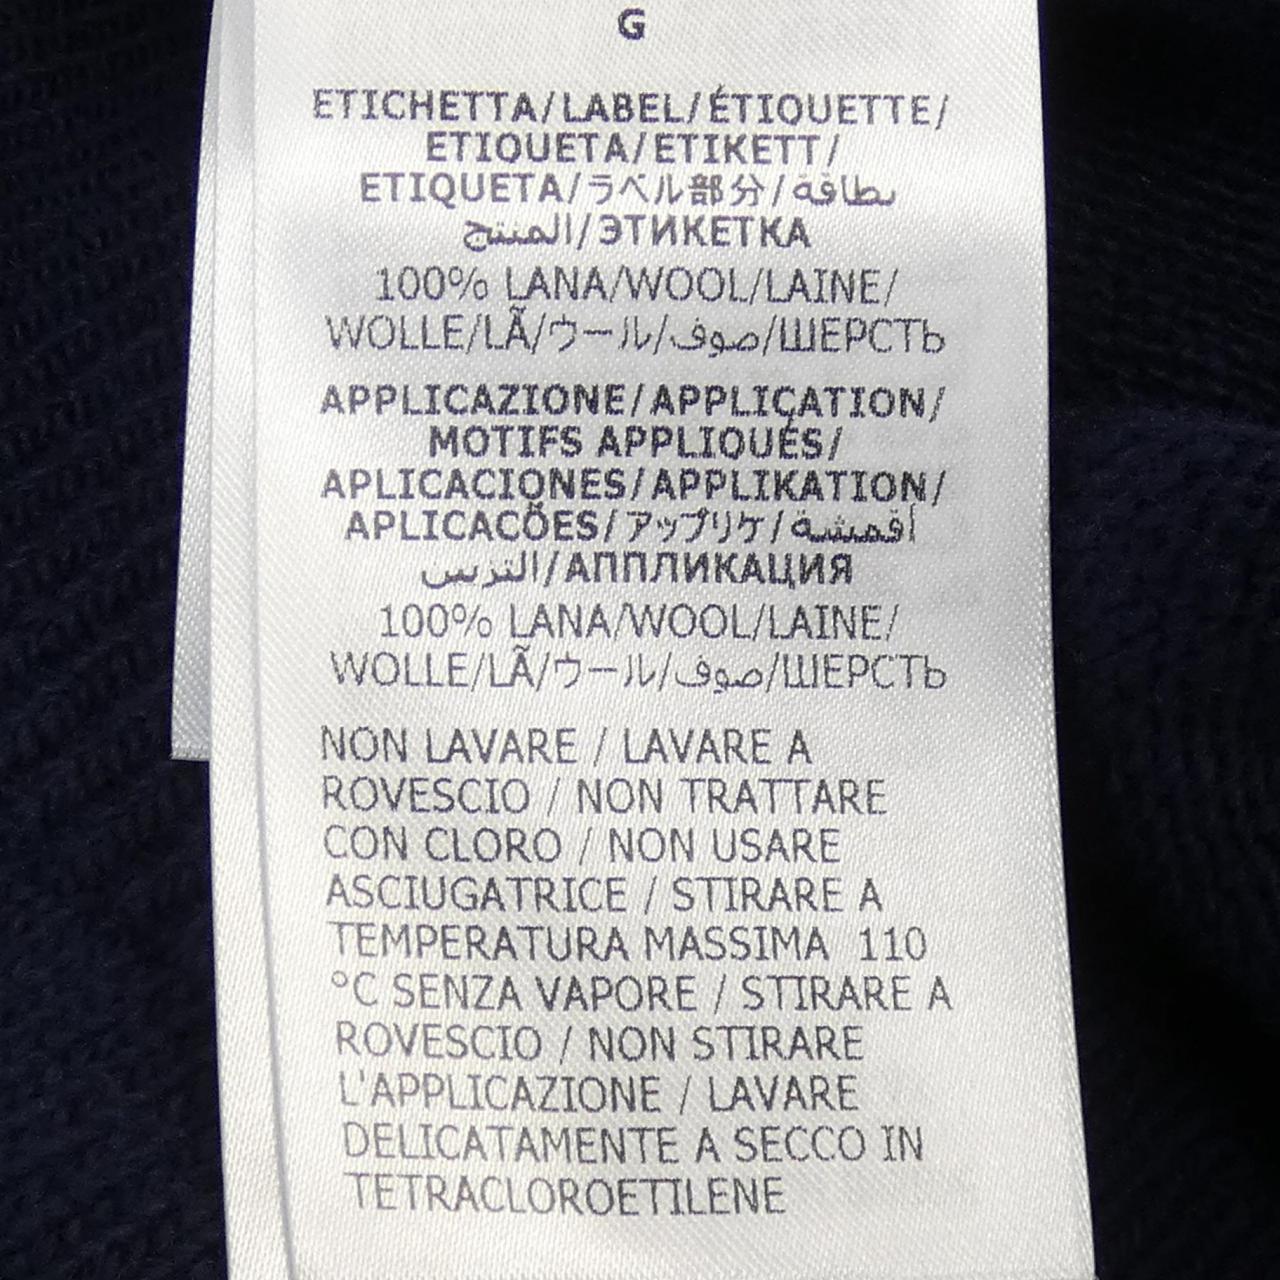 G
ETICHETTA/LABEL/ÉTIQUETTE/
ETIQUETA/ETIKETT/
ETIQUETA/ラベル部分/بطاقة
المنتج/ЭТИКЕТКА
100% LANA/WOOL/LAINE/
WOLLE/LÃ/ウール/صوف/ШЕРСТЬ
APPLICAZIONE/APPLICATION/
MOTIFS APPLIQUÉS/
APLICACIONES/APPLIKATION/
APLICACÕES/アップリケ/أقمشة
التزيين/АППЛИКАЦИЯ
100% LANA/WOOL/LAINE/
WOLLE/LÃ/ウール/صوف/ШЕРСТЬ
NON LAVARE / LAVARE A
ROVESCIO / NON TRATTARE
CON CLORO / NON USARE
ASCIUGATRICE / STIRARE A
TEMPERATURA MASSIMA 110
°C SENZA VAPORE / STIRARE A
ROVESCIO / NON STIRARE
L'APPLICAZIONE / LAVARE
DELICATAMENTE A SECCO IN
TETRACLOROETILENE